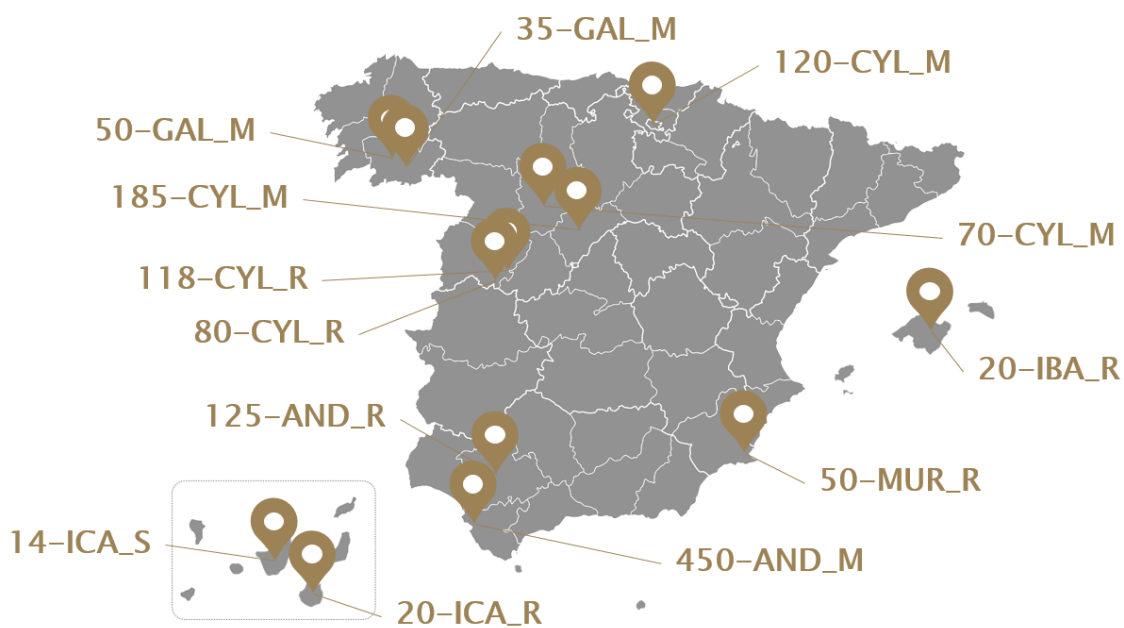 35-GAL_M
120-CYL_M
50-GAL_M
185-CYL_M
70-CYL_M
118-CYL_R
80-CYL_R
20-IBA_R
125-AND_R
50-MUR_R
14-ICA_S
450-AND_M
20-ICA_R